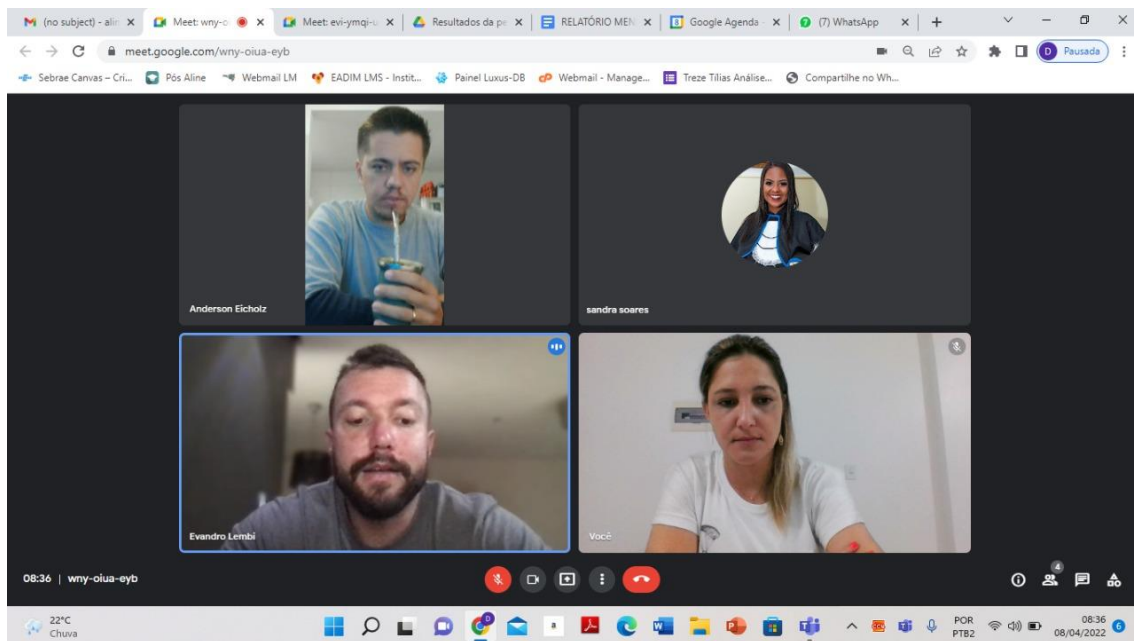 (no subject) - alin
Meet: wny-o
Meet: evi-ymqi-u
Resultados da pe
RELATÓRIO MEN
Google Agenda -
(7) WhatsApp
meet.google.com/wny-oiua-eyb
D Pausada
Sebrae Canvas – Cri...
Pós Aline
Webmail LM
EADIM LMS - Instit...
Painel Luxus-DB
cP Webmail - Manage...
Treze Tílias Análise...
Compartilhe no Wh...
Anderson Eicholz
sandra soares
Evandro Lembi
Você
08:36 | wny-oiua-eyb
4
22°C
Chuva
POR
PTB2
08:36
08/04/2022
6